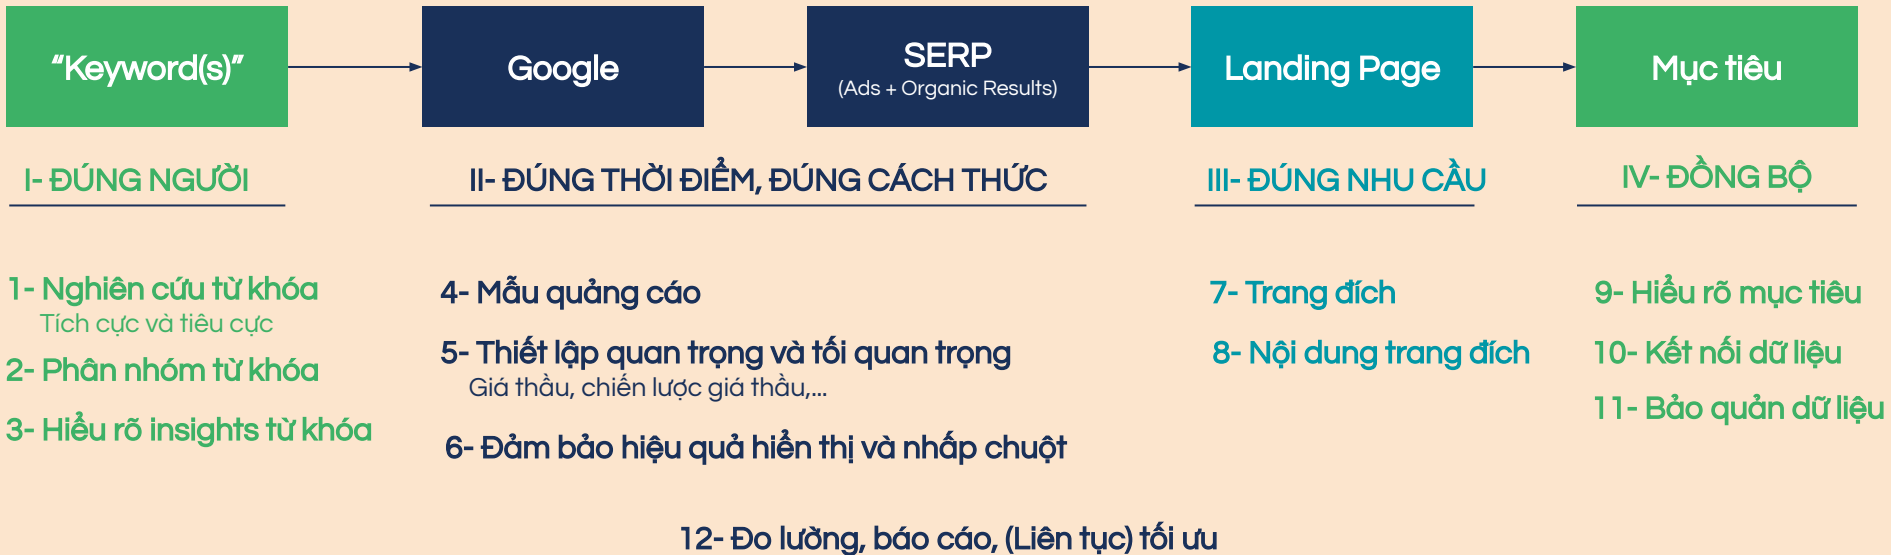 “Keyword(s)”
Google
SERP
(Ads + Organic Results)
Landing Page
Mục tiêu
I- ĐÚNG NGƯỜI
II- ĐÚNG THỜI ĐIỂM, ĐÚNG CÁCH THỨC
III- ĐÚNG NHU CẦU
IV- ĐỒNG BỘ
1- Nghiên cứu từ khóa
Tích cực và tiêu cực
2- Phân nhóm từ khóa
3- Hiểu rõ insights từ khóa
4- Mẫu quảng cáo
5- Thiết lập quan trọng và tối quan trọng
Giá thầu, chiến lược giá thầu,...
6- Đảm bảo hiệu quả hiển thị và nhấp chuột
7- Trang đích
8- Nội dung trang đích
9- Hiểu rõ mục tiêu
10- Kết nối dữ liệu
11- Bảo quản dữ liệu
12- Đo lường, báo cáo, (Liên tục) tối ưu